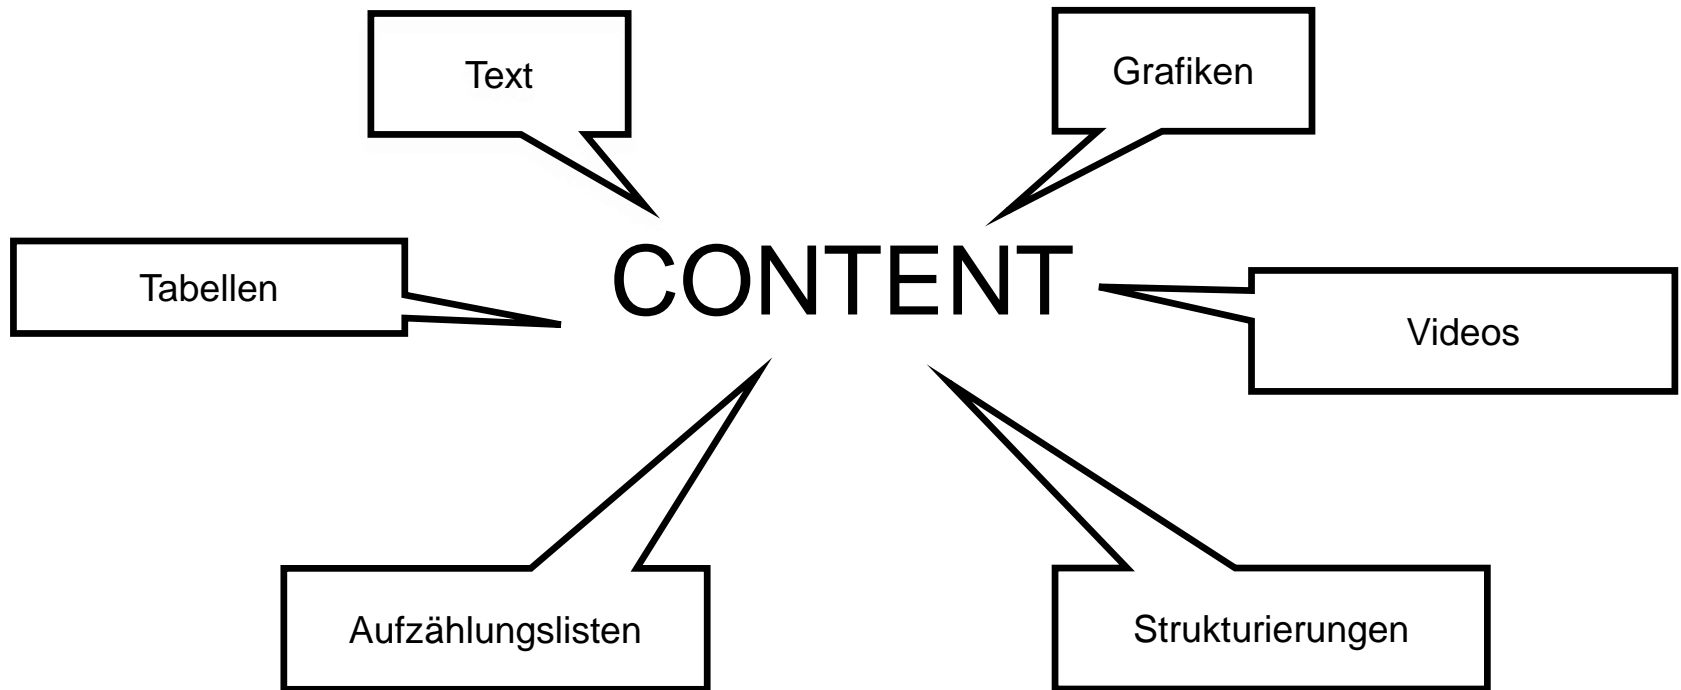 Text
Grafiken
CONTENT
Tabellen
Videos
Aufzählungslisten
Strukturierungen